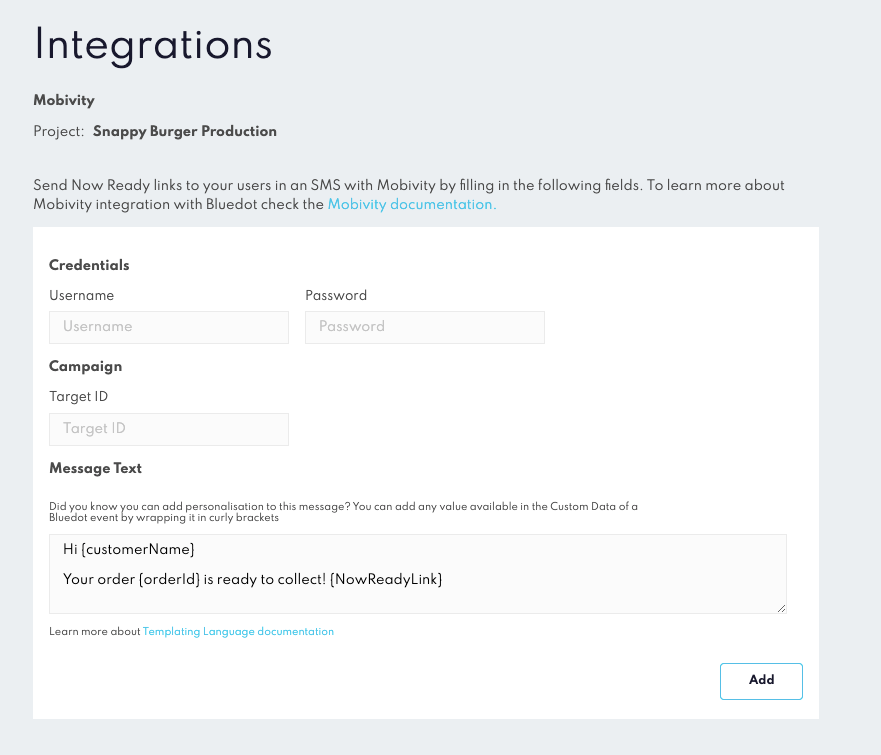 Integrations
Mobivity
Project: Snappy Burger Production
Send Now Ready links to your users in an SMS with Mobivity by filling in the following fields. To learn more about
Mobivity integration with Bluedot check the Mobivity documentation.
Credentials
Username Password
Username Password
Campaign
Target ID
Target ID
Message Text
Did you know you can add personalisation to this message? You can add any value available in the Custom Data of a
Bluedot event by wrapping it in curly brackets
Hi {customerName}
Your order {orderId} is ready to collect! {NowReadyLink}
Learn more about Templating Language documentation
Add